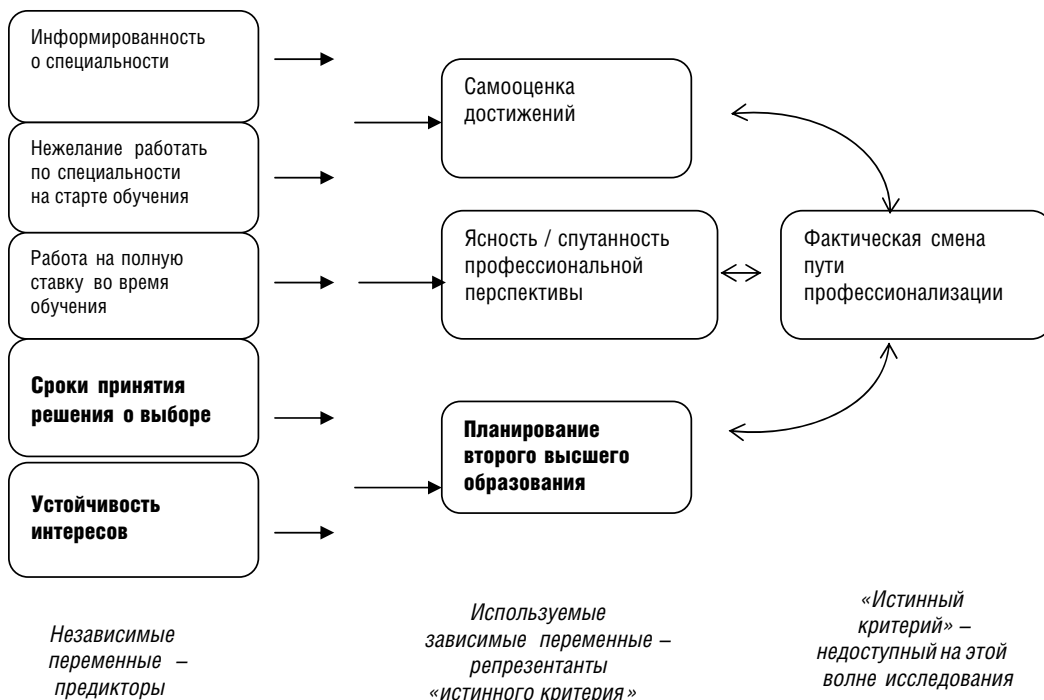 Информированность
о специальности
Нежелание работать
по специальности
на старте обучения
Работа на полную
ставку во время
обучения
Сроки принятия
решения о выборе
Устойчивость
интересов
Самооценка
достижений
Ясность / спутанность
профессиональной
перспективы
Планирование
второго высшего
образования
Фактическая смена
пути
профессионализации
Независимые
переменные –
предикторы
Используемые
зависимые переменные –
репрезентанты
«истинного критерия»
«Истинный
критерий» –
недоступный на этой
волне исследования